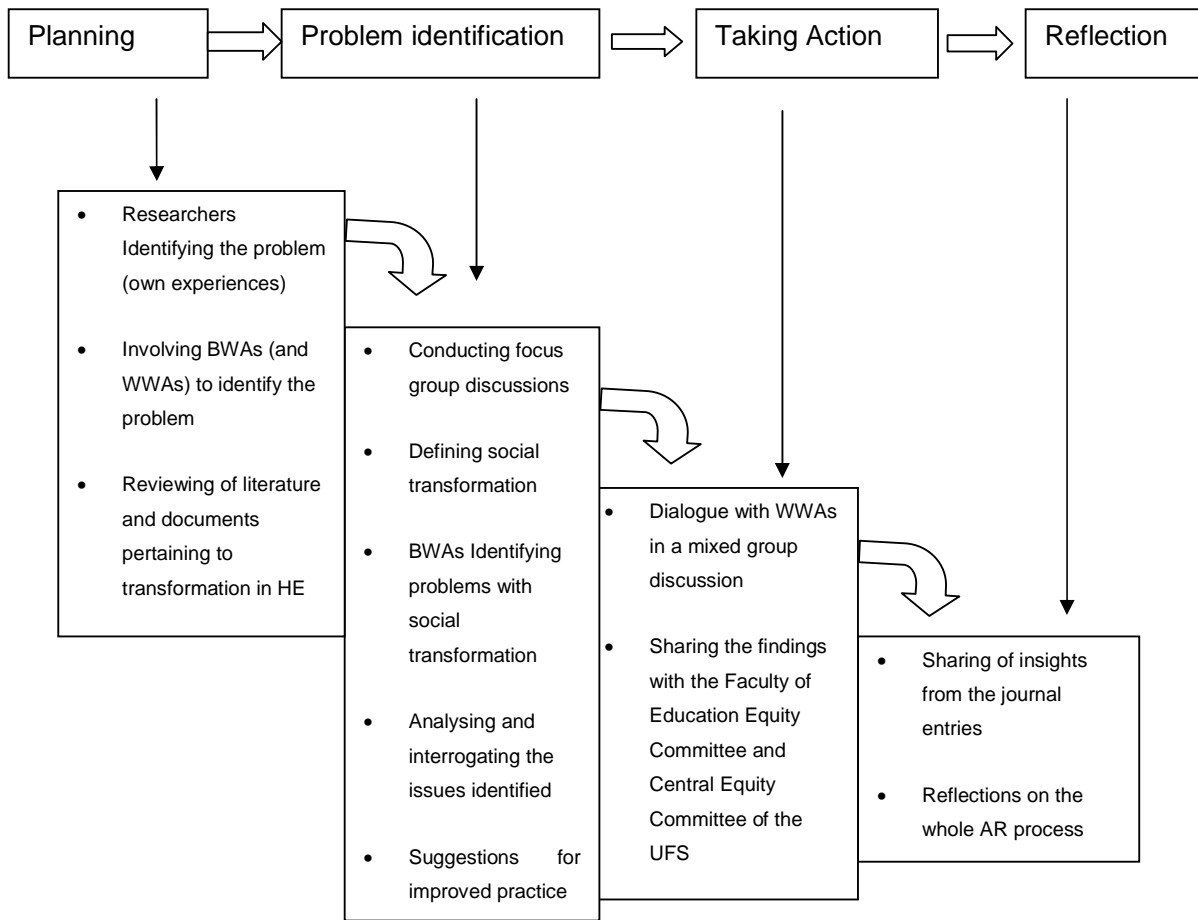 Planning
Problem identification
Taking Action
Reflection
• Researchers
Identifying the problem
(own experiences)
• Involving BWAs (and
WWAs) to identify the
problem
• Reviewing of literature
and documents
pertaining to
transformation in HE
• Conducting focus
group discussions
• Defining social
transformation
• BWAs Identifying
problems with
social
transformation
• Analysing and
interrogating the
issues identified
• Suggestions for
improved practice
• Dialogue with WWAs
in a mixed group
discussion
• Sharing the findings
with the Faculty of
Education Equity
Committee and
Central Equity
Committee of the
UFS
• Sharing of insights
from the journal
entries
• Reflections on the
whole AR process